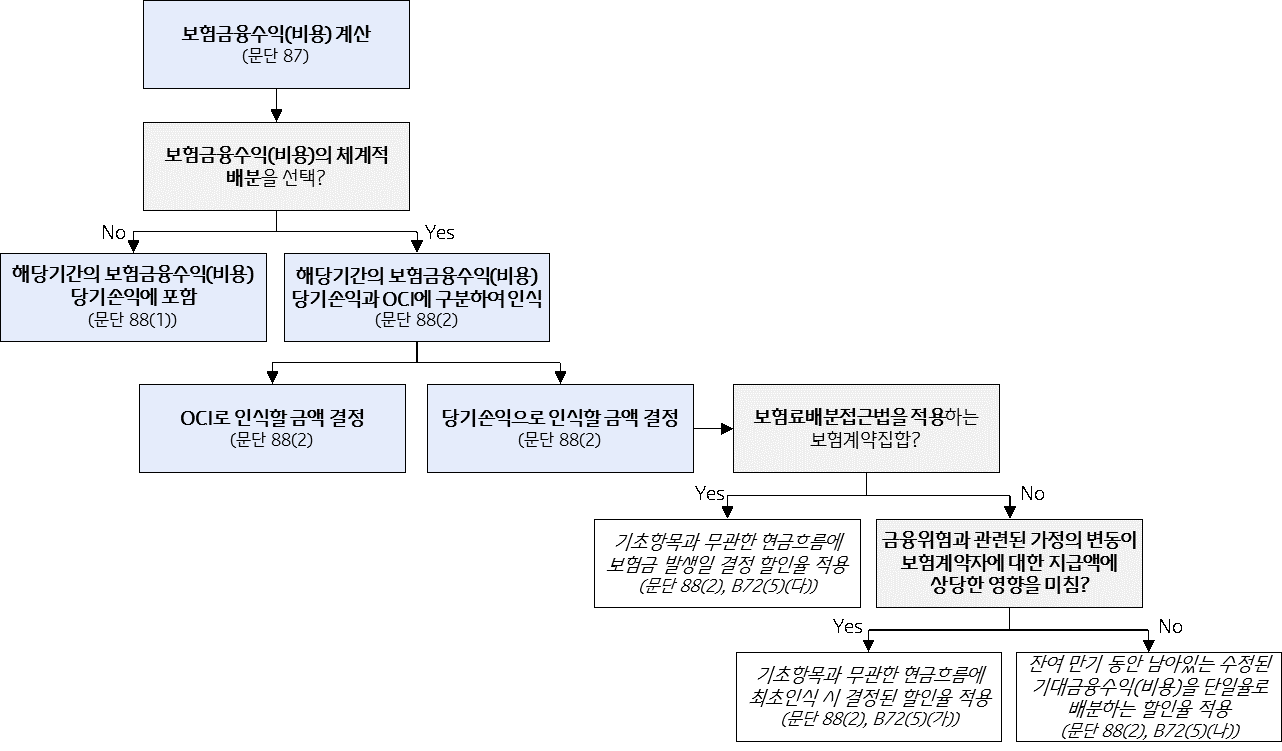 보험금융수익(비용) 계산
(문단 87)
보험금융수익(비용)의 체계적
배분을 선택?
No
Yes
해당기간의 보험금융수익(비용)
당기손익에 포함
(문단 88(1))
해당기간의 보험금융수익(비용)
당기손익과 OCI에 구분하여 인식
(문단 88(2)
OCI로 인식할 금액 결정
(문단 88(2)
당기손익으로 인식할 금액 결정
(문단 88(2)
보험료배분접근법을 적용하는
보험계약집합?
Yes
No
기초항목과 무관한 현금흐름에
보험금 발생일 결정 할인율 적용
(문단 88(2), B72(5)(다))
금융위험과 관련된 가정의 변동이
보험계약자에 대한 지급액에
상당한 영향을 미침?
Yes
No
기초항목과 무관한 현금흐름에
최초인식 시 결정된 할인율 적용
(문단 88(2), B72(5)(가))
잔여 만기 동안 남아있는 수정된
기대금융수익(비용)을 단일율로
배분하는 할인율 적용
(문단 88(2), B72(5)(나))